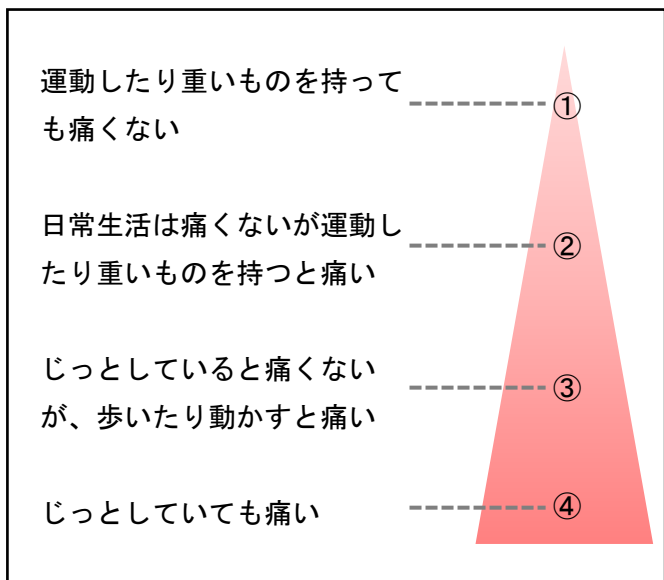 運動したり重いものを持って
も痛くない
①
日常生活は痛くないが運動し
たり重いものを持つと痛い
②
じっとしていると痛くない
が、歩いたり動かすと痛い
③
じっとしていても痛い
④